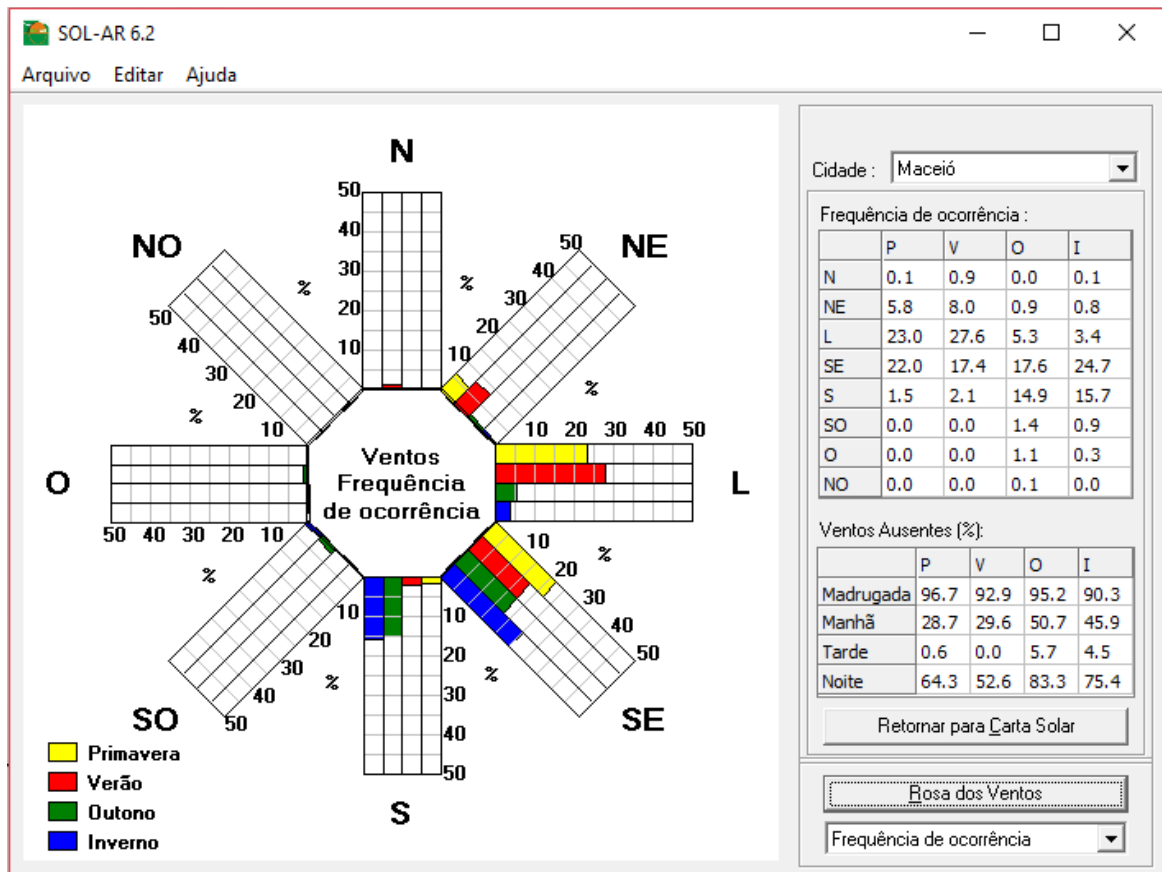 SOL-AR 6.2
Arquivo Editar Ajuda
N
NO
NE
O
L
SO
SE
S
50
40
30
20
10
%
50
40
30
20
10
%
50
40
30
20
10
%
10 20 30 40 50
%
50 40 30 20 10
%
10
20
30
40
50
%
10
20
30
40
50
%
10
20
30
40
50
%
Ventos
Frequência
de ocorrência
Primavera
Verão
Outono
Inverno
Cidade : Maceió
Frequência de ocorrência :
P V O I
N 0.1 0.9 0.0 0.1
NE 5.8 8.0 0.9 0.8
L 23.0 27.6 5.3 3.4
SE 22.0 17.4 17.6 24.7
S 1.5 2.1 14.9 15.7
SO 0.0 0.0 1.4 0.9
O 0.0 0.0 1.1 0.3
NO 0.0 0.0 0.1 0.0
Ventos Ausentes (%):
P V O I
Madrugada 96.7 92.9 95.2 90.3
Manhã 28.7 29.6 50.7 45.9
Tarde 0.6 0.0 5.7 4.5
Noite 64.3 52.6 83.3 75.4
Retornar para Carta Solar
Rosa dos Ventos
Frequência de ocorrência